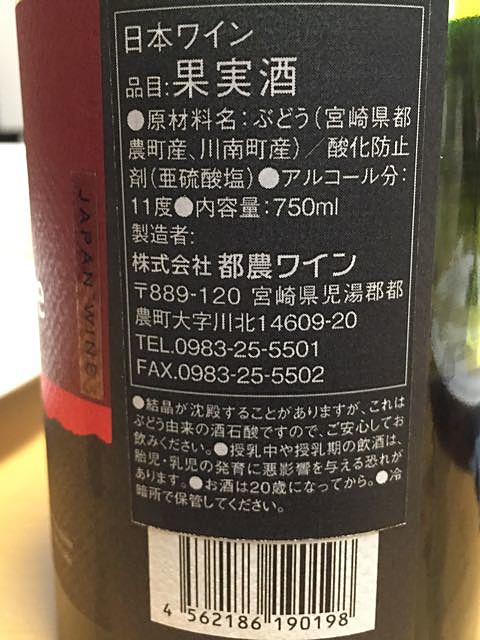 日本ワイン
品目:果実酒
●原材料名:ぶどう(宮崎県都
農町産、川南町産)/酸化防止
剤(亜硫酸塩)●アルコール分:
11度●内容量:750ml
製造者:
株式会社 都農ワイン
〒889-120 宮崎県児湯郡都
農町大字川北14609-20
TEL.0983-25-5501
FAX.0983-25-5502
●結晶が沈殿することがありますが、これは
ぶどう由来の酒石酸ですので、ご安心してお
飲みください。●授乳中や授乳期の飲酒は、
胎児・乳児の発育に悪影響を与える恐れが
あります。●お酒は20歳になってから。●冷
暗所で保管してください。
4 562186 190198
JAPAN WINE